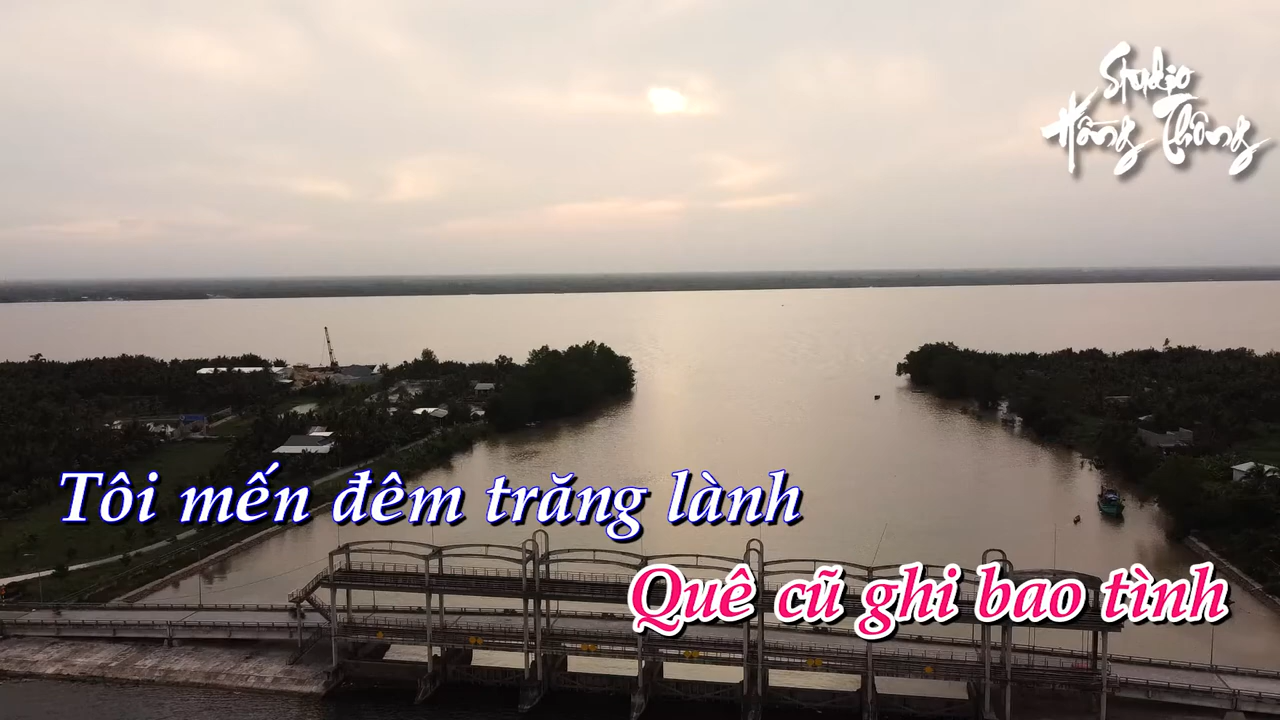 Studio
Hồng Thông
Tôi mến đêm trăng lành
Quê cũ ghi bao tình